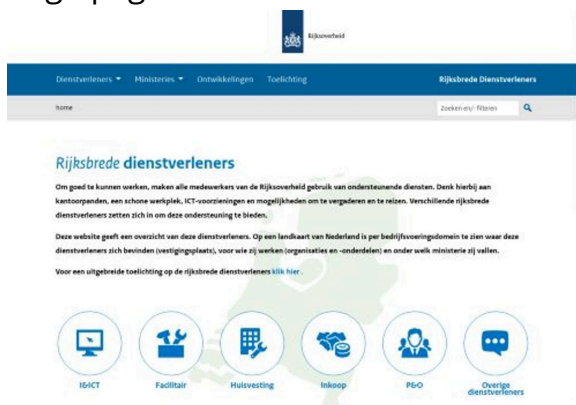 Rijksoverheid
Dienstverleners Ministeries Ontwikkelingen Toelichting Rijksbrede Dienstverleners
home Zoeken en/- filteren
Rijksbrede dienstverleners
Om goed te kunnen werken, maken alle medewerkers van de Rijksoverheid gebruik van ondersteunende diensten. Denk hierbij aan
kantoorpanden, een schone werkplek, ICT-voorzieningen en mogelijkheden om te vergaderen en te reizen. Verschillende rijksbrede
dienstverleners zetten zich in om deze ondersteuning te bieden.
Deze website geeft een overzicht van deze dienstverleners. Op een landkaart van Nederland is per bedrijfsvoeringsdomein te zien waar deze
dienstverleners zich bevinden (vestigingsplaats), voor wie zij werken (organisaties en -onderdelen) en onder welk ministerie zij vallen.
Voor een uitgebreide toelichting op de rijksbrede dienstverleners klik hier .
I&ICT Facilitair Huisvesting Inkoop P&O Overige
dienstverleners